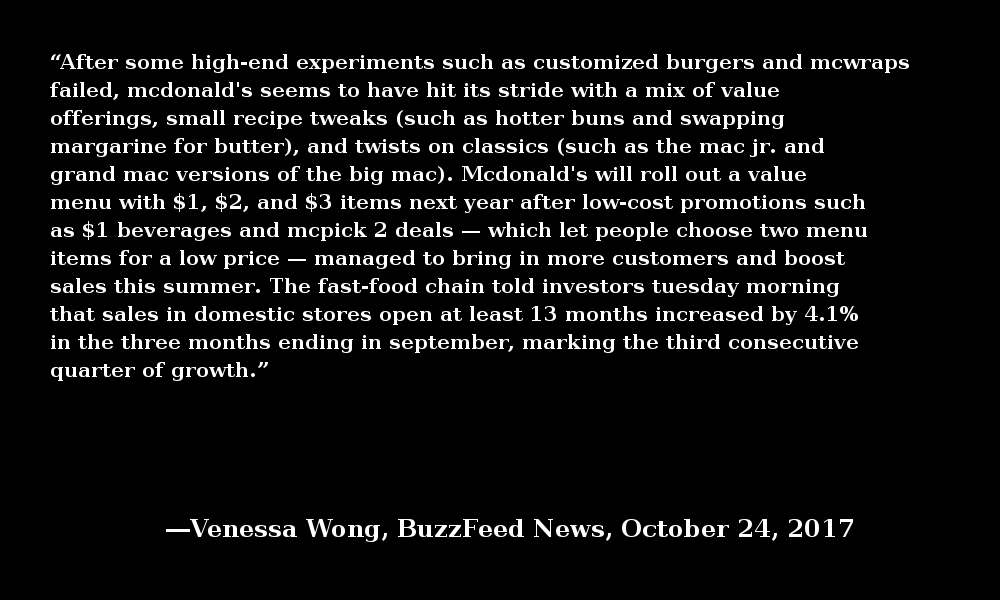 “After some high-end experiments such as customized burgers and mcwraps
failed, mcdonald's seems to have hit its stride with a mix of value
offerings, small recipe tweaks (such as hotter buns and swapping
margarine for butter), and twists on classics (such as the mac jr. and
grand mac versions of the big mac). Mcdonald's will roll out a value
menu with $1, $2, and $3 items next year after low-cost promotions such
as $1 beverages and mcpick 2 deals — which let people choose two menu
items for a low price — managed to bring in more customers and boost
sales this summer. The fast-food chain told investors tuesday morning
that sales in domestic stores open at least 13 months increased by 4.1%
in the three months ending in september, marking the third consecutive
quarter of growth.”
—Venessa Wong, BuzzFeed News, October 24, 2017